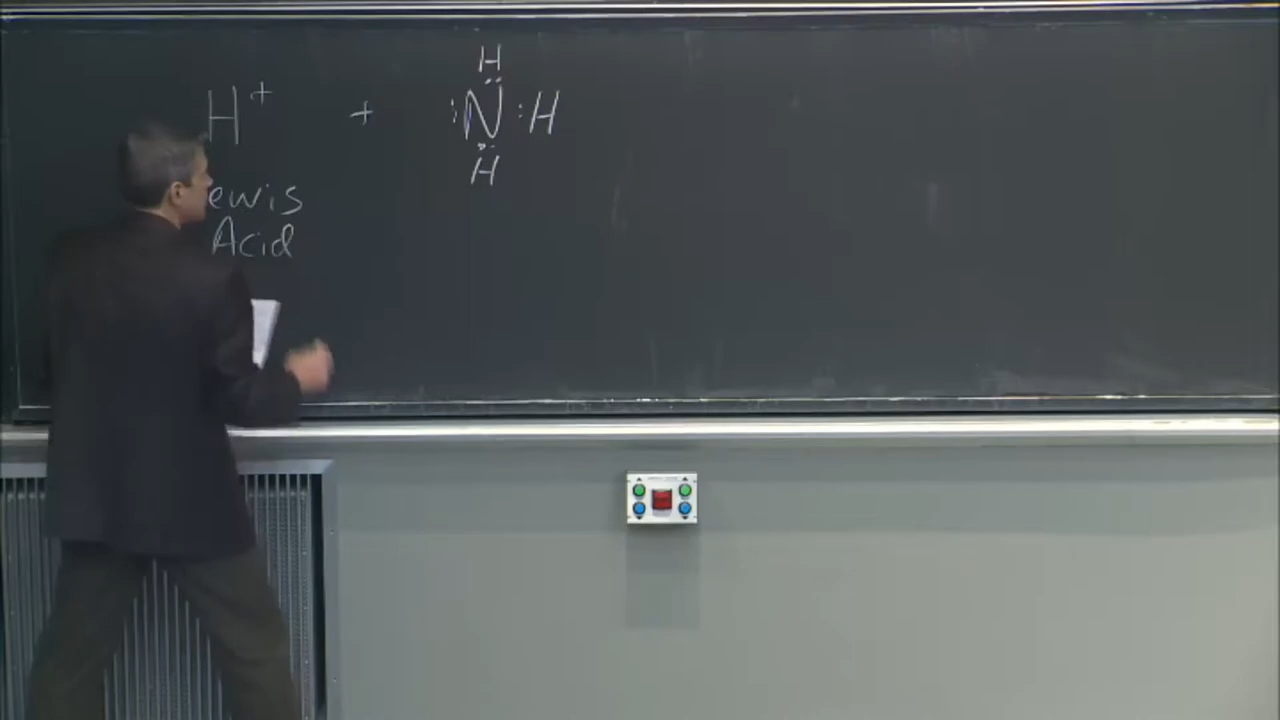 H
H⁺ + :N:H
H
ewis
Acid